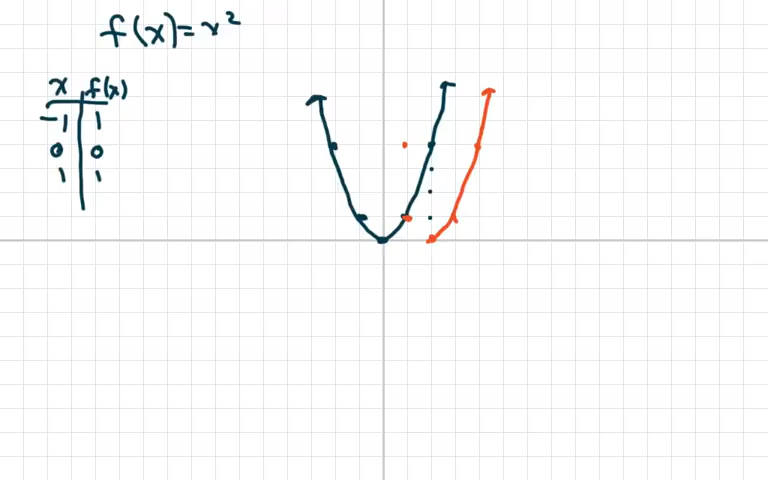 f(x)=x²
x f(x)
-1 1
0 0
1 1